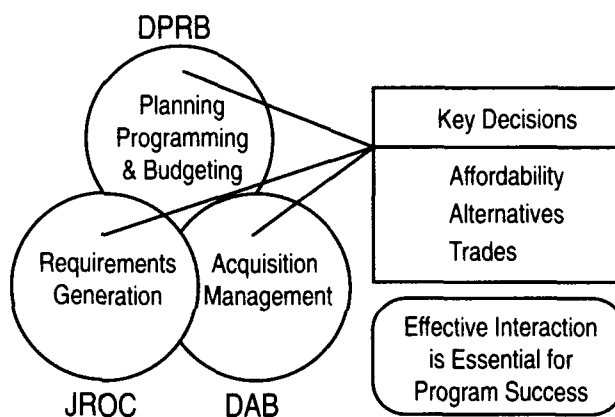 DPRB
Planning
Programming
& Budgeting
Requirements
Generation
Acquisition
Management
JROC
DAB
Key Decisions
Affordability
Alternatives
Trades
Effective Interaction
is Essential for
Program Success